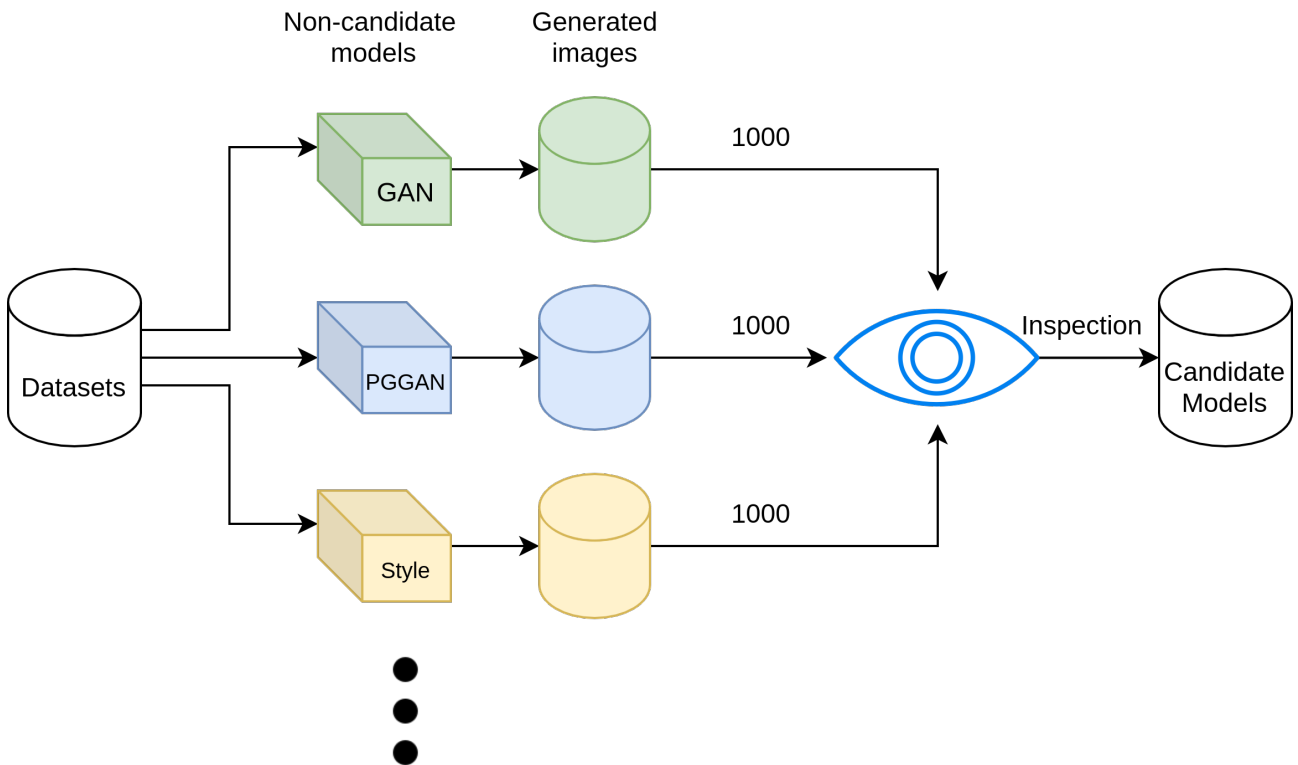 Non-candidate
models
Generated
images
1000
GAN
1000
Inspection
PGGAN
Datasets
Candidate
Models
1000
Style